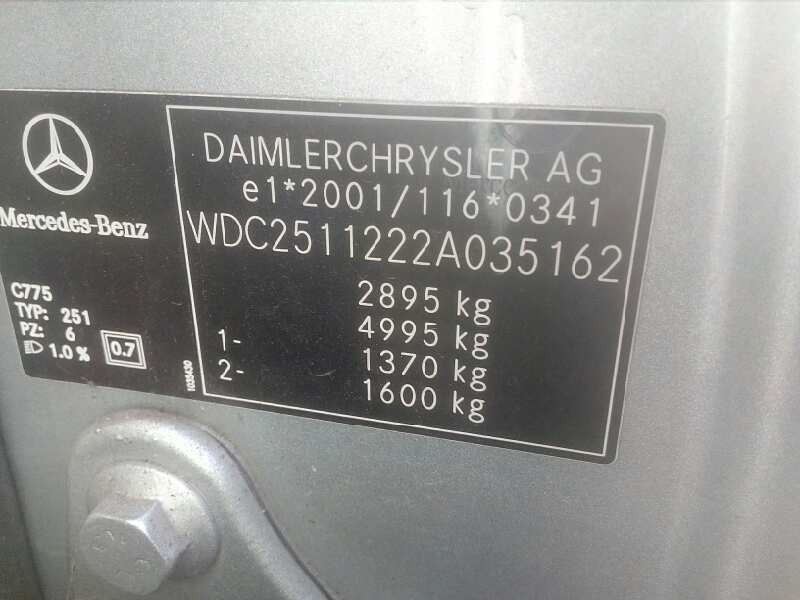 Mercedes-Benz
C775
TYP: 251
PZ: 6
1.0 %
0.7
1033430
DAIMLERCHRYSLER AG
e1*2001/116*0341
WDC2511222A035162
2895 kg
4995 kg
1- 1370 kg
2- 1600 kg